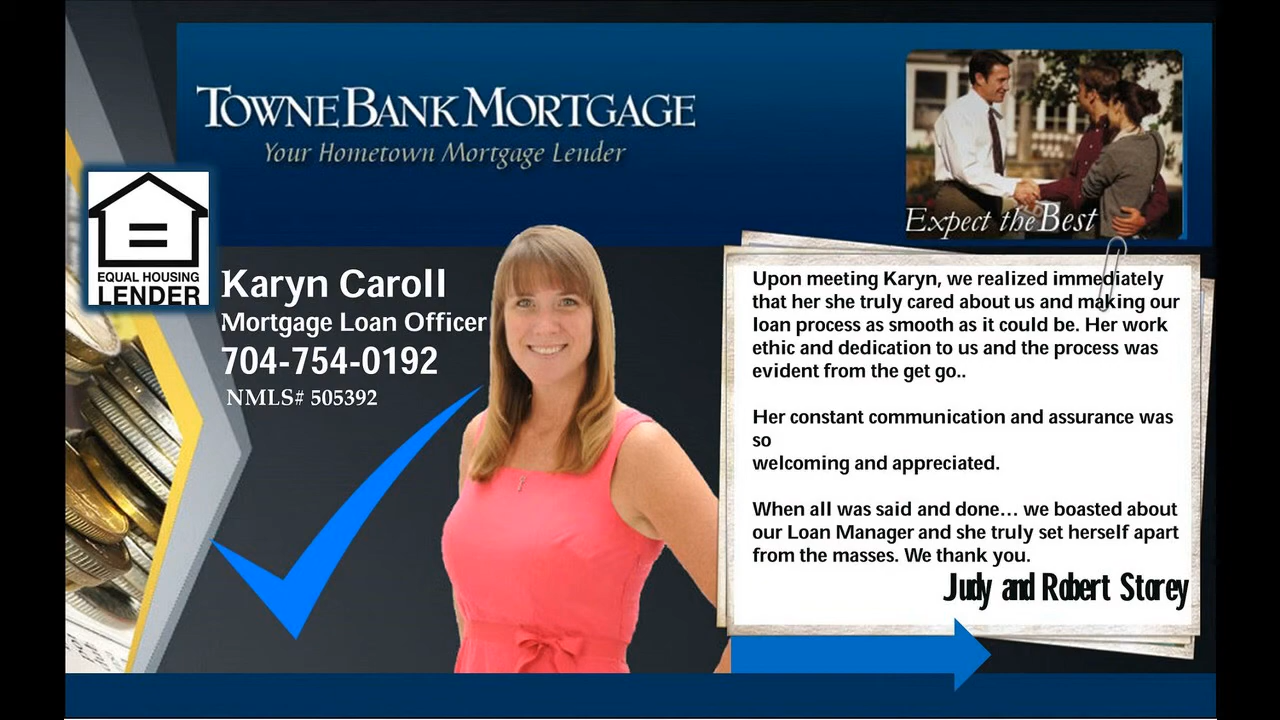 TOWNEBANK MORTGAGE
Your Hometown Mortgage Lender
Expect the Best
EQUAL HOUSING
LENDER
Karyn Caroll
Mortgage Loan Officer
704-754-0192
NMLS# 505392
Upon meeting Karyn, we realized immediately
that her she truly cared about us and making our
loan process as smooth as it could be. Her work
ethic and dedication to us and the process was
evident from the get go..
Her constant communication and assurance was
so
welcoming and appreciated.
When all was said and done… we boasted about
our Loan Manager and she truly set herself apart
from the masses. We thank you.
Judy and Robert Storey